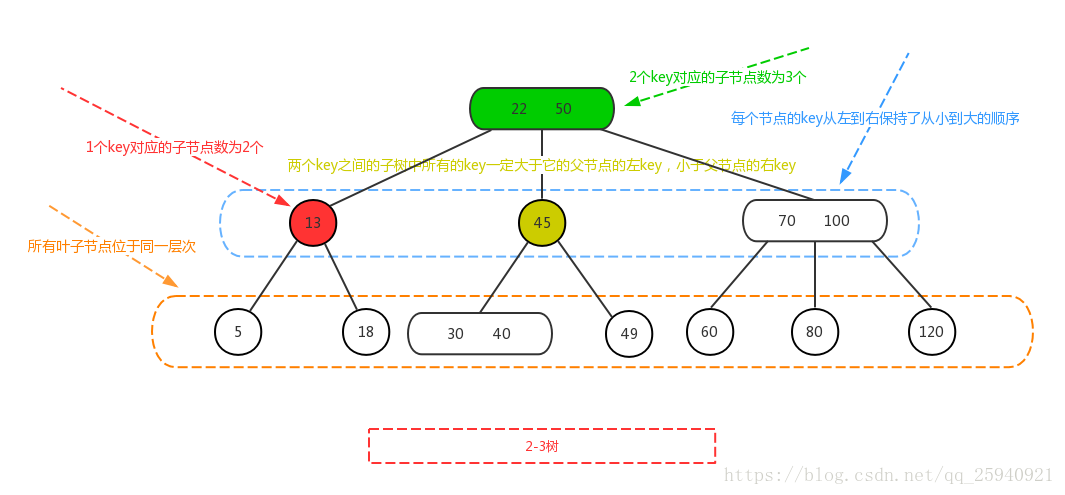 2个key对应的子节点数为3个
22 50
每个节点的key从左到右保持了从小到大的顺序
1个key对应的子节点数为2个
两个key之间的子树中所有的key一定大于它的父节点的左key，小于父节点的右key
13
45
70 100
所有叶子节点位于同一层次
5
18
30 40
49
60
80
120
2-3树
https://blog.csdn.net/qq_25940921